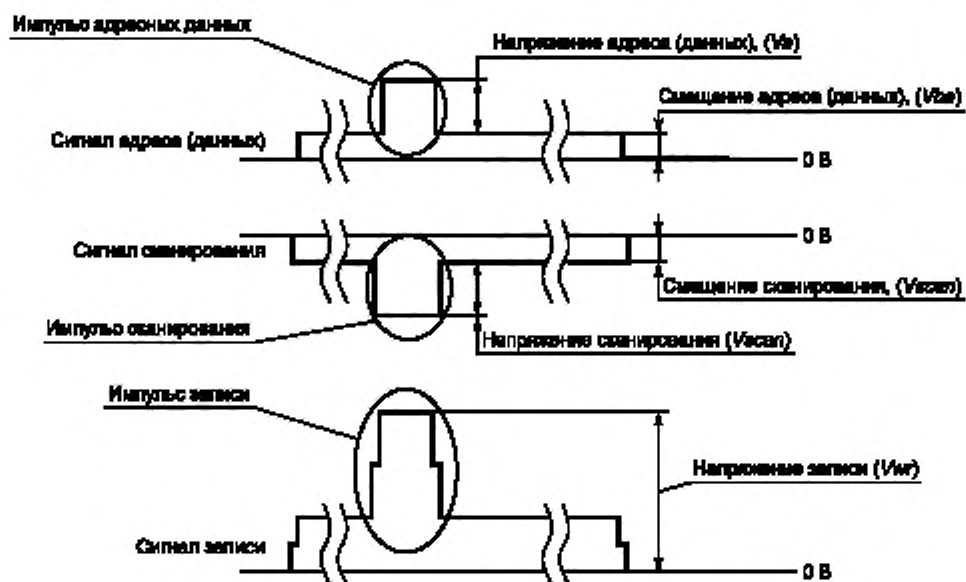 Импульс адресных данных
Напряжение адреса (данных), (Va)
Смещение адреса (данных), (Vba)
Сигнал адреса (данных)
0 В
0 В
Сигнал сканирования
Смещение сканирования, (Vscan)
Импульс сканирования
Напряжение сканирования (Vscan)
Импульс записи
Напряжение записи (Vwr)
Сигнал записи
0 В